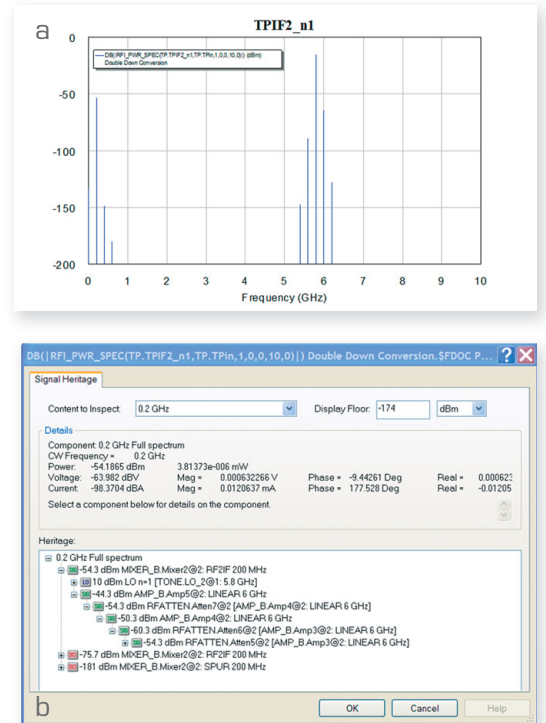 a
TPIF2_n1
DB(|RFI_PWR_SPEC(TP.TPIF2_n1,TP.TPin,1,0,0,10,0)|) (dBm)
Double Down Conversion
0
-50
-100
-150
-200
0 1 2 3 4 5 6 7 8 9 10
Frequency (GHz)
DB(|RFI_PWR_SPEC(TP.TPIF2_n1,TP.TPin,1,0,0,10,0)|) Double Down Conversion.$FDOC P...
Signal Heritage
Content to Inspect: 0.2 GHz Display Floor: -174 dBm
Details
Component: 0.2 GHz Full spectrum
CW Frequency = 0.2 GHz
Power: -54.1865 dBm 3.81373e-006 mW
Voltage: -63.982 dBV Mag = 0.000632266 V Phase = -9.44261 Deg Real = 0.000623
Current: -98.3704 dBA Mag = 0.0120637 mA Phase = 177.528 Deg Real = -0.01205
Select a component below for details on the component.
Heritage:
0.2 GHz Full spectrum
-54.3 dBm MIXER_B.Mixer2@2: RF2IF 200 MHz
LO 10 dBm LO n=1 [TONE.LO_2@1: 5.8 GHz]
-44.3 dBm AMP_B.Amp5@2: LINEAR 6 GHz
-54.3 dBm RFATTEN.Atten7@2 [AMP_B.Amp4@2: LINEAR 6 GHz]
-50.3 dBm AMP_B.Amp4@2: LINEAR 6 GHz
-60.3 dBm RFATTEN.Atten6@2 [AMP_B.Amp3@2: LINEAR 6 GHz]
-54.3 dBm RFATTEN.Atten5@2 [AMP_B.Amp3@2: LINEAR 6 GHz]
-75.7 dBm MIXER_B.Mixer2@2: RF2IF 200 MHz
-181 dBm MIXER_B.Mixer2@2: SPUR 200 MHz
b
OK Cancel Help